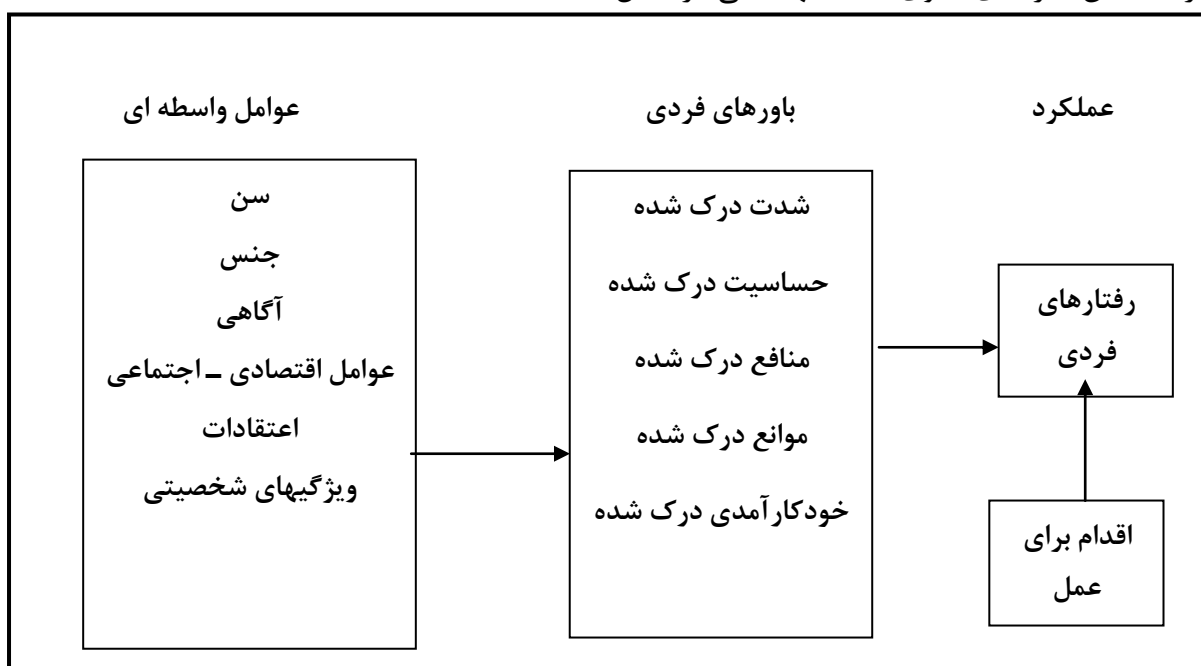 عوامل واسطه ای
باورهای فردی
عملکرد
سن
جنس
آگاهی
عوامل اقتصادی ــ اجتماعی
اعتقادات
ویژگیهای شخصیتی
شدت درک شده
حساسیت درک شده
منافع درک شده
موانع درک شده
خودکارآمدی درک شده
رفتارهای
فردی
اقدام برای
عمل